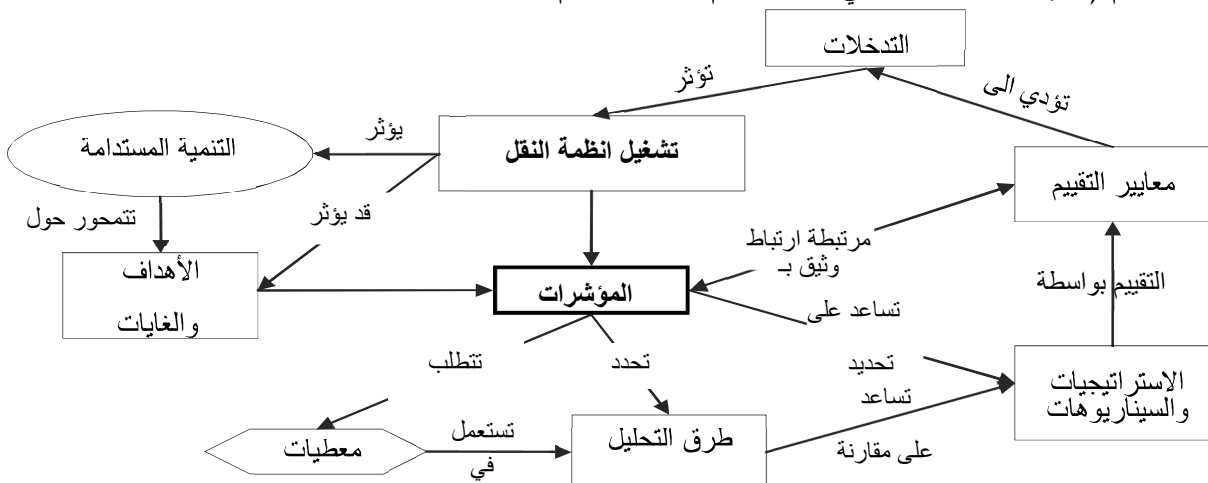 التدخلات
تؤثر
تؤدي الى
التنمية المستدامة
يؤثر
تشغيل انظمة النقل
معايير التقييم
تتمحور حول
قد يؤثر
مرتبطة ارتباط
وثيق بـ
الأهداف
والغايات
المؤشرات
التقييم بواسطة
تساعد على
تتطلب
تحدد
تحديد
الاستراتيجيات
والسيناريوهات
تساعد
على مقارنة
معطيات
تستعمل
في
طرق التحليل